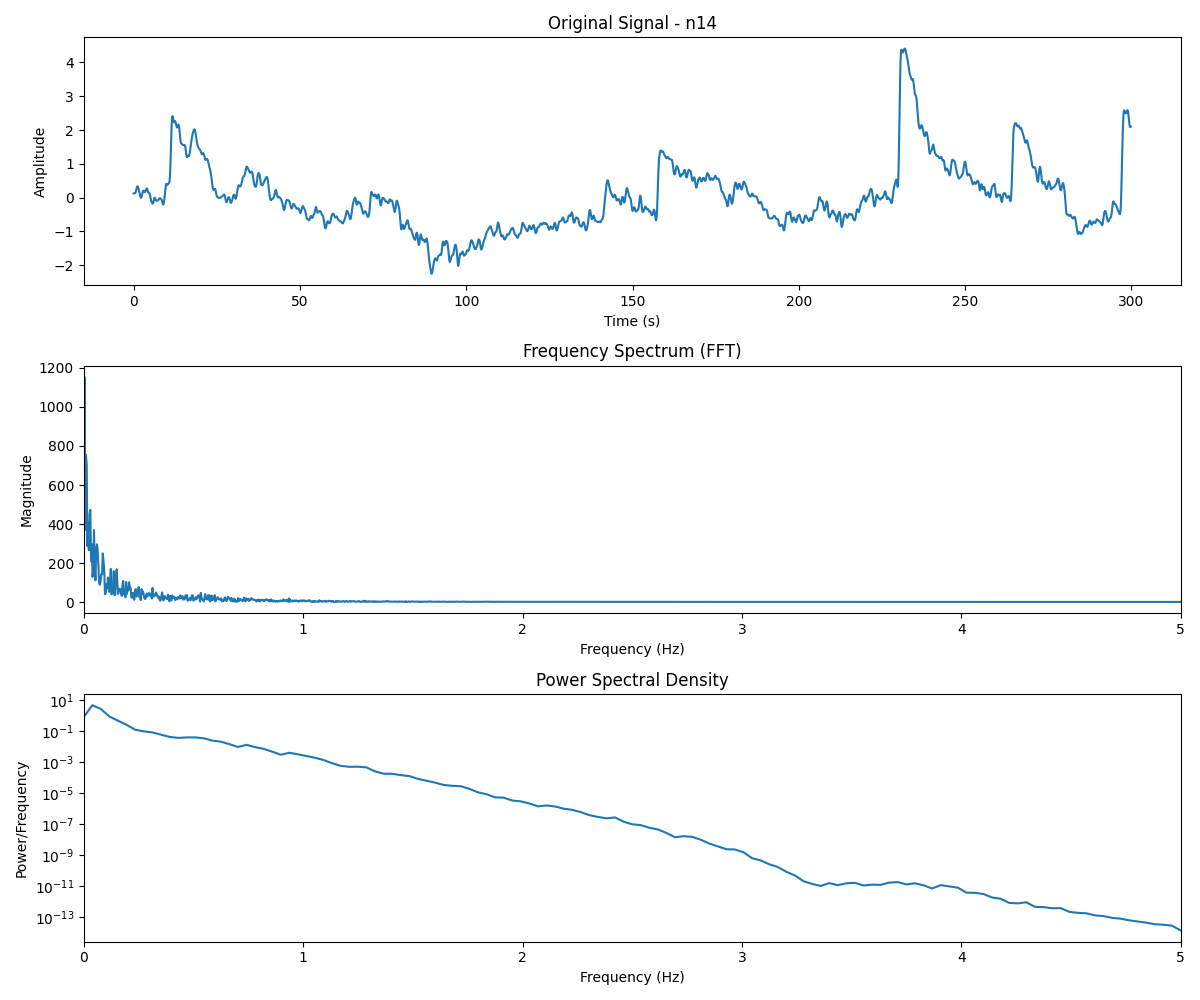 Original Signal - n14
Amplitude
4
3
2
1
0
−1
−2
0 50 100 150 200 250 300
Time (s)
Frequency Spectrum (FFT)
Magnitude
1200
1000
800
600
400
200
0
0 1 2 3 4 5
Frequency (Hz)
Power Spectral Density
Power/Frequency
10¹
10⁻¹
10⁻³
10⁻⁵
10⁻⁷
10⁻⁹
10⁻¹¹
10⁻¹³
0 1 2 3 4 5
Frequency (Hz)